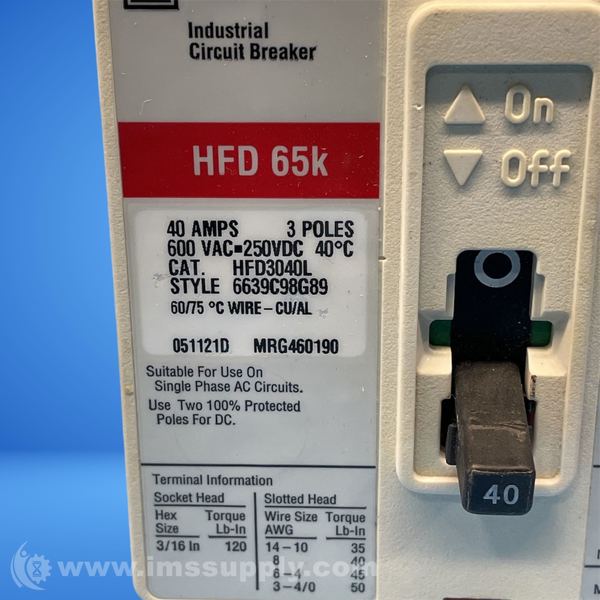 Industrial
Circuit Breaker
HFD 65k
40 AMPS 3 POLES
600 VAC=250VDC 40°C
CAT. HFD3040L
STYLE 6639C98G89
60/75 °C WIRE-CU/AL
051121D MRG460190
Suitable For Use On
Single Phase AC Circuits.
Use Two 100% Protected
Poles For DC.
Terminal Information
Socket Head
Hex Torque
Size Lb-In
3/16 In 120
Slotted Head
Wire Size Torque
AWG Lb-In
14-10 35
8 40
6-4 45
3-4/0 50
On
Off
O
40
www.imssupply.com